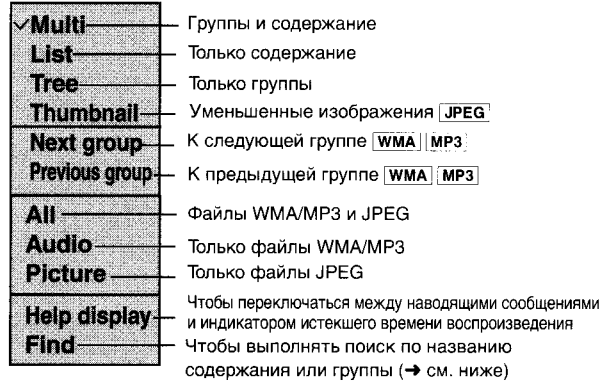 ✓Multi Группы и содержание
List Только содержание
Tree Только группы
Thumbnail Уменьшенные изображения JPEG
Next group К следующей группе WMA MP3
Previous group К предыдущей группе WMA MP3
All Файлы WMA/MP3 и JPEG
Audio Только файлы WMA/MP3
Picture Только файлы JPEG
Help display Чтобы переключаться между наводящими сообщениями
и индикатором истекшего времени воспроизведения
Find Чтобы выполнять поиск по названию
содержания или группы (➔ см. ниже)